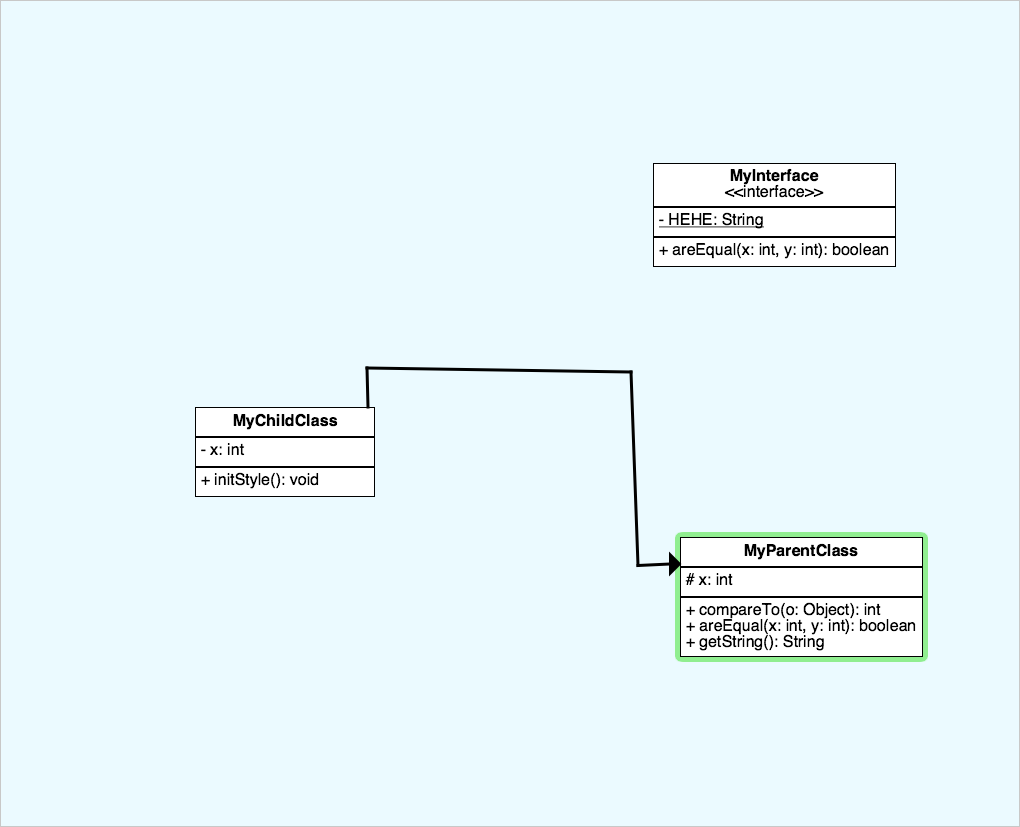 MyInterface
<<interface>>
- HEHE: String
+ areEqual(x: int, y: int): boolean
MyChildClass
- x: int
+ initStyle(): void
MyParentClass
# x: int
+ compareTo(o: Object): int
+ areEqual(x: int, y: int): boolean
+ getString(): String